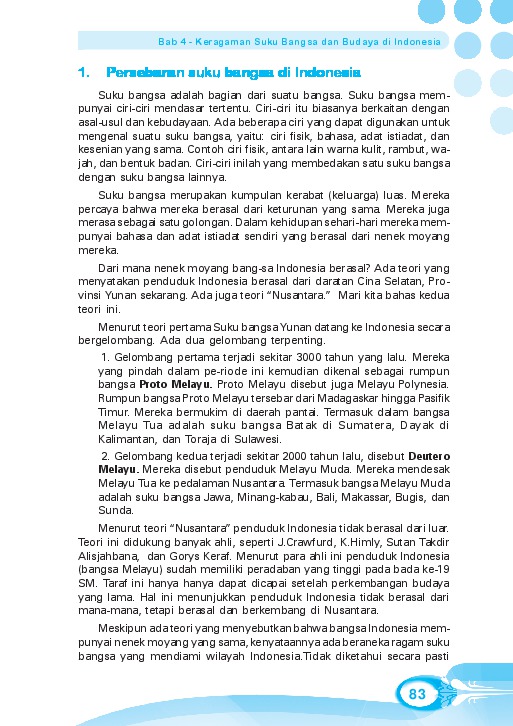 Bab 4 - Keragaman Suku Bangsa dan Budaya di Indonesia
1. Persebaran suku bangsa di Indonesia
Suku bangsa adalah bagian dari suatu bangsa. Suku bangsa mem-
punyai ciri-ciri mendasar tertentu. Ciri-ciri itu biasanya berkaitan dengan
asal-usul dan kebudayaan. Ada beberapa ciri yang dapat digunakan untuk
mengenal suatu suku bangsa, yaitu: ciri fisik, bahasa, adat istiadat, dan
kesenian yang sama. Contoh ciri fisik, antara lain warna kulit, rambut, wa-
jah, dan bentuk badan. Ciri-ciri inilah yang membedakan satu suku bangsa
dengan suku bangsa lainnya.
Suku bangsa merupakan kumpulan kerabat (keluarga) luas. Mereka
percaya bahwa mereka berasal dari keturunan yang sama. Mereka juga
merasa sebagai satu golongan. Dalam kehidupan sehari-hari mereka mem-
punyai bahasa dan adat istiadat sendiri yang berasal dari nenek moyang
mereka.
Dari mana nenek moyang bang-sa Indonesia berasal? Ada teori yang
menyatakan penduduk Indonesia berasal dari daratan Cina Selatan, Pro-
vinsi Yunan sekarang. Ada juga teori “Nusantara.” Mari kita bahas kedua
teori ini.
Menurut teori pertama Suku bangsa Yunan datang ke Indonesia secara
bergelombang. Ada dua gelombang terpenting.
1. Gelombang pertama terjadi sekitar 3000 tahun yang lalu. Mereka
yang pindah dalam pe-riode ini kemudian dikenal sebagai rumpun
bangsa Proto Melayu. Proto Melayu disebut juga Melayu Polynesia.
Rumpun bangsa Proto Melayu tersebar dari Madagaskar hingga Pasifik
Timur. Mereka bermukim di daerah pantai. Termasuk dalam bangsa
Melayu Tua adalah suku bangsa Batak di Sumatera, Dayak di
Kalimantan, dan Toraja di Sulawesi.
2. Gelombang kedua terjadi sekitar 2000 tahun lalu, disebut Deutero
Melayu. Mereka disebut penduduk Melayu Muda. Mereka mendesak
Melayu Tua ke pedalaman Nusantara. Termasuk bangsa Melayu Muda
adalah suku bangsa Jawa, Minang-kabau, Bali, Makassar, Bugis, dan
Sunda.
Menurut teori “Nusantara” penduduk Indonesia tidak berasal dari luar.
Teori ini didukung banyak ahli, seperti J.Crawfurd, K.Himly, Sutan Takdir
Alisjahbana, dan Gorys Keraf. Menurut para ahli ini penduduk Indonesia
(bangsa Melayu) sudah memiliki peradaban yang tinggi pada bada ke-19
SM. Taraf ini hanya hanya dapat dicapai setelah perkembangan budaya
yang lama. Hal ini menunjukkan penduduk Indonesia tidak berasal dari
mana-mana, tetapi berasal dan berkembang di Nusantara.
Meskipun ada teori yang menyebutkan bahwa bangsa Indonesia mem-
punyai nenek moyang yang sama, kenyataannya ada beraneka ragam suku
bangsa yang mendiami wilayah Indonesia.Tidak diketahui secara pasti
83